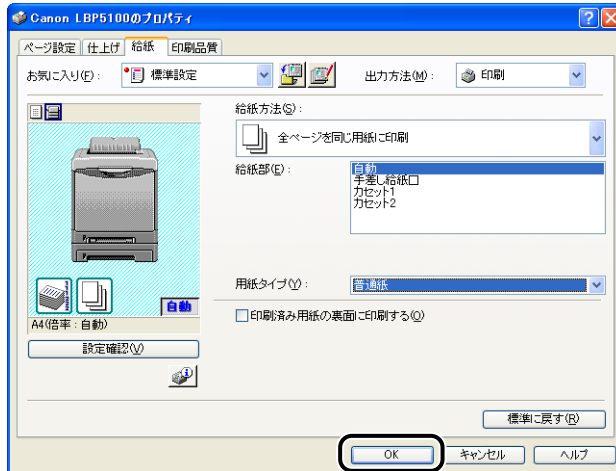 Canon LBP5100のプロパティ
ページ設定 仕上げ 給紙 印刷品質
お気に入り(F): 標準設定 出力方法(M): 印刷
給紙方法(S):
全ページを同じ用紙に印刷
給紙部(E): 自動
手差し給紙口
カセット1
カセット2
用紙タイプ(Y): 普通紙
自動
印刷済み用紙の裏面に印刷する(Q)
A4(倍率:自動)
設定確認(V)
標準に戻す(R)
OK キャンセル ヘルプ